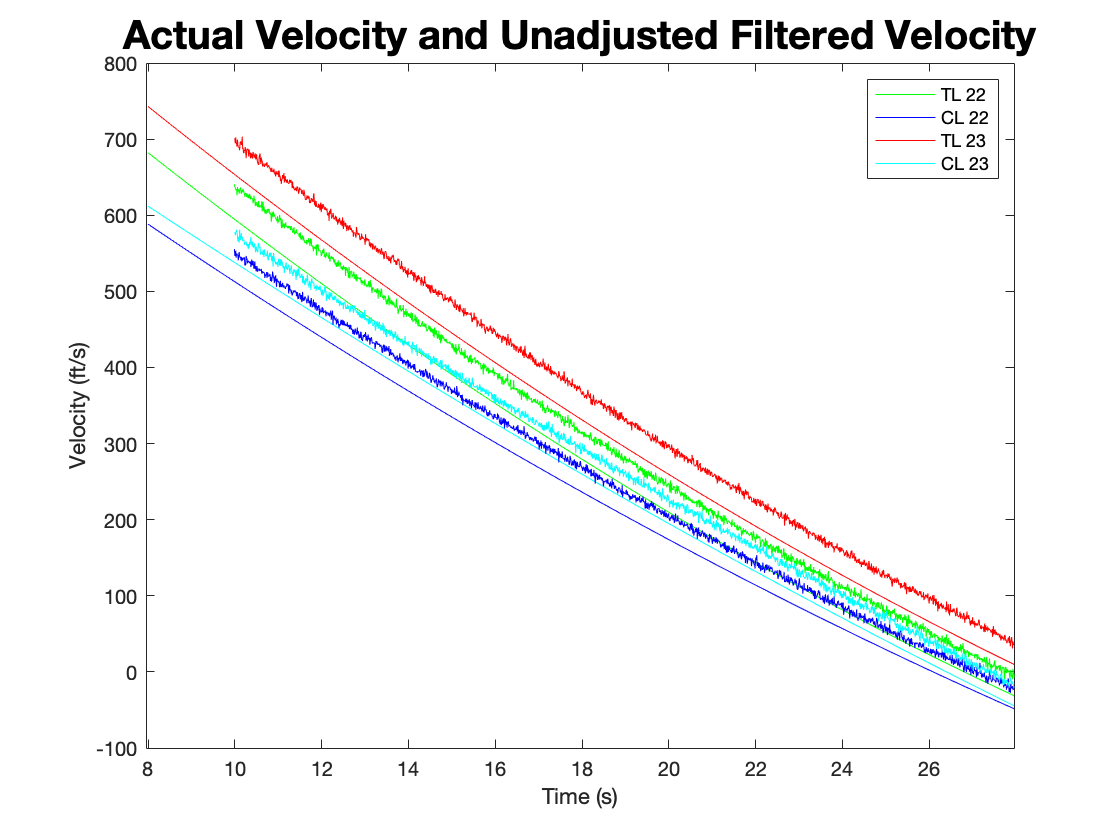 Actual Velocity and Unadjusted Filtered Velocity
TL 22
CL 22
TL 23
CL 23
800
700
600
500
400
300
200
100
0
-100
Velocity (ft/s)
8 10 12 14 16 18 20 22 24 26
Time (s)